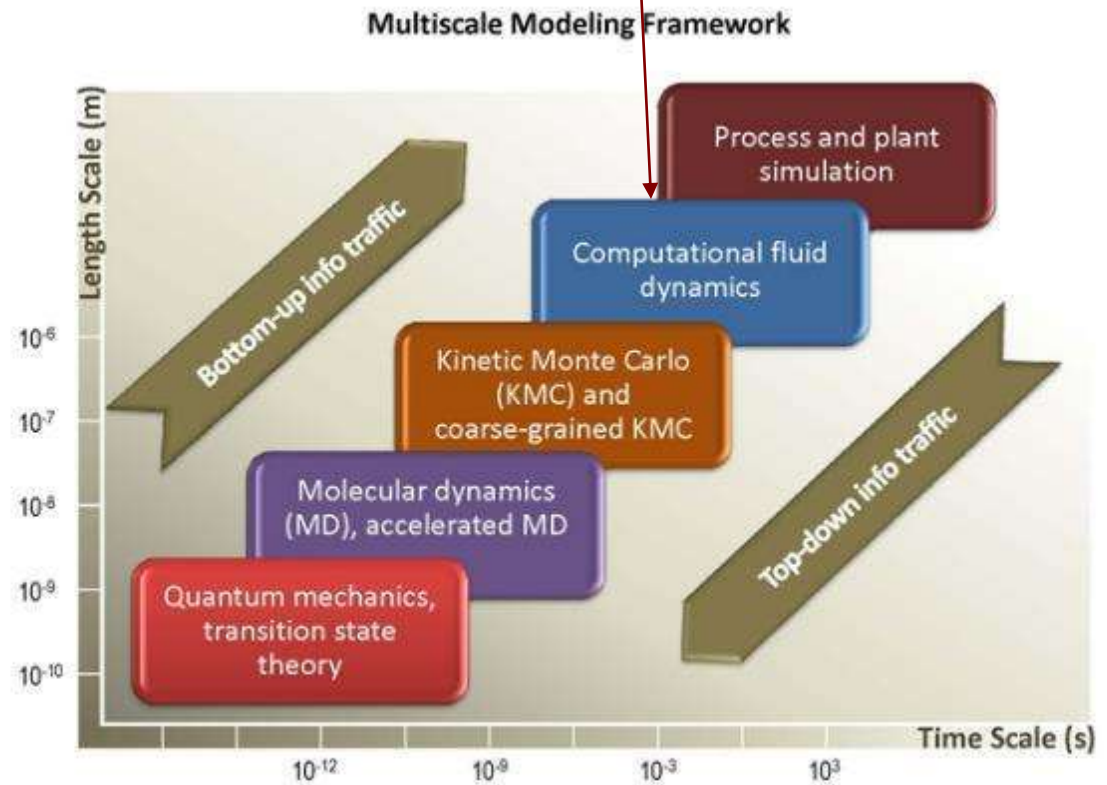 Multiscale Modeling Framework
Length Scale (m)
Process and plant
simulation
Bottom-up info traffic
Computational fluid
dynamics
10⁻⁶
Kinetic Monte Carlo
(KMC) and
coarse-grained KMC
10⁻⁷
Top-down info traffic
Molecular dynamics
(MD), accelerated MD
10⁻⁸
10⁻⁹
Quantum mechanics,
transition state
theory
10⁻¹⁰
Time Scale (s)
10⁻¹² 10⁻⁹ 10⁻³ 10³